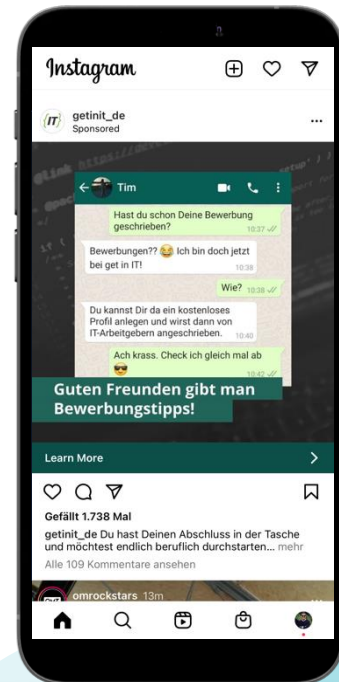 Instagram
{IT}
getinit_de
Sponsored
Tim
Hast du schon Deine Bewerbung
geschrieben?
10:37
Bewerbungen?? 😂 Ich bin doch jetzt
bei get in IT!
10:38
Wie?
10:38
Du kannst Dir da ein kostenloses
Profil anlegen und wirst dann von
IT-Arbeitgebern angeschrieben.
10:40
Ach krass. Check ich gleich mal ab
😎
10:42
Guten Freunden gibt man
Bewerbungstipps!
Learn More
Gefällt 1.738 Mal
getinit_de Du hast Deinen Abschluss in der Tasche
und möchtest endlich beruflich durchstarten... mehr
Alle 109 Kommentare ansehen
omrockstars 13m